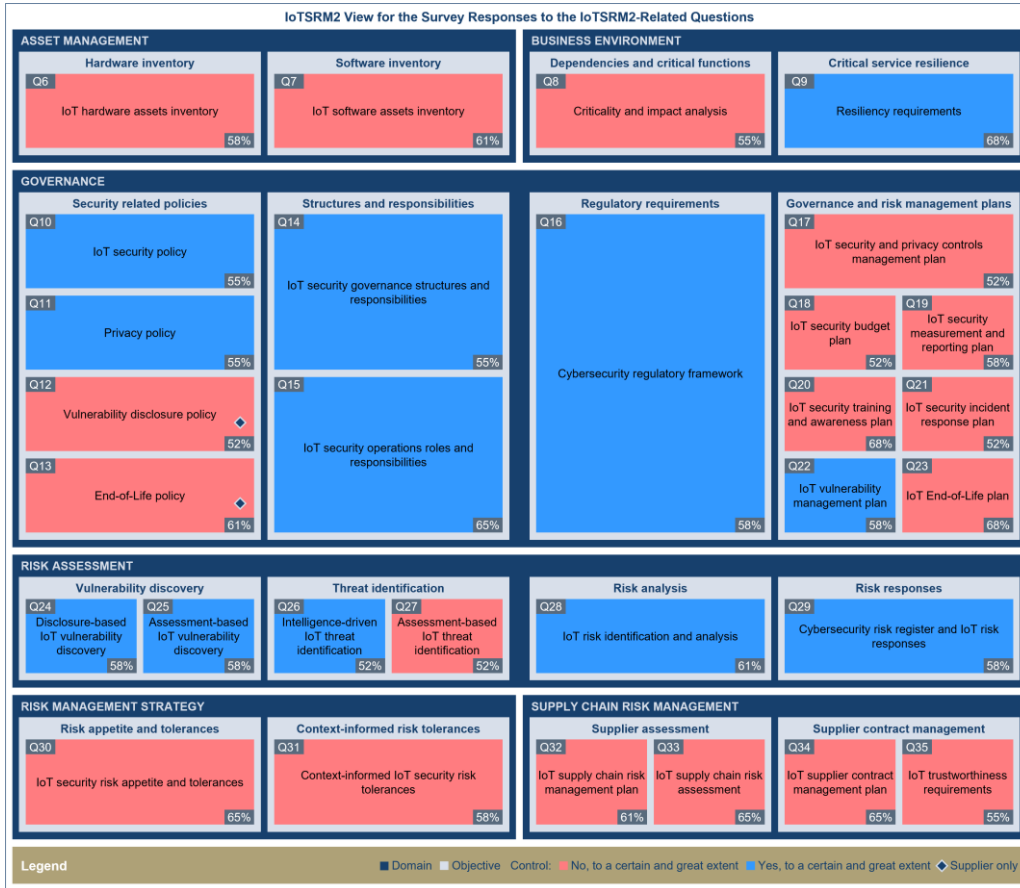 IoTSRM2 View for the Survey Responses to the IoTSRM2-Related Questions
ASSET MANAGEMENT
Hardware inventory
Q6
IoT hardware assets inventory
58%
Software inventory
Q7
IoT software assets inventory
61%
BUSINESS ENVIRONMENT
Dependencies and critical functions
Q8
Criticality and impact analysis
55%
Critical service resilience
Q9
Resiliency requirements
68%
GOVERNANCE
Security related policies
Q10
IoT security policy
55%
Q11
Privacy policy
55%
Q12
Vulnerability disclosure policy
52%
Q13
End-of-Life policy
61%
Structures and responsibilities
Q14
IoT security governance structures and
responsibilities
55%
Q15
IoT security operations roles and
responsibilities
65%
Regulatory requirements
Q16
Cybersecurity regulatory framework
58%
Governance and risk management plans
Q17
IoT security and privacy controls
management plan
52%
Q18
IoT security budget
plan
52%
Q19
IoT security
measurement and
reporting plan
58%
Q20
IoT security training
and awareness plan
68%
Q21
IoT security incident
response plan
52%
Q22
IoT vulnerability
management plan
58%
Q23
IoT End-of-Life plan
68%
RISK ASSESSMENT
Vulnerability discovery
Q24
Disclosure-based
IoT vulnerability
discovery
58%
Q25
Assessment-based
IoT vulnerability
discovery
58%
Threat identification
Q26
Intelligence-driven
IoT threat
identification
52%
Q27
Assessment-based
IoT threat
identification
52%
Risk analysis
Q28
IoT risk identification and analysis
61%
Risk responses
Q29
Cybersecurity risk register and IoT risk
responses
58%
RISK MANAGEMENT STRATEGY
Risk appetite and tolerances
Q30
IoT security risk appetite and tolerances
65%
Context-informed risk tolerances
Q31
Context-informed IoT security risk
tolerances
58%
SUPPLY CHAIN RISK MANAGEMENT
Supplier assessment
Q32
IoT supply chain risk
management plan
61%
Q33
IoT supply chain risk
assessment
65%
Supplier contract management
Q34
IoT supplier contract
management plan
65%
Q35
IoT trustworthiness
requirements
55%
Legend
Domain Objective Control: No, to a certain and great extent Yes, to a certain and great extent Supplier only